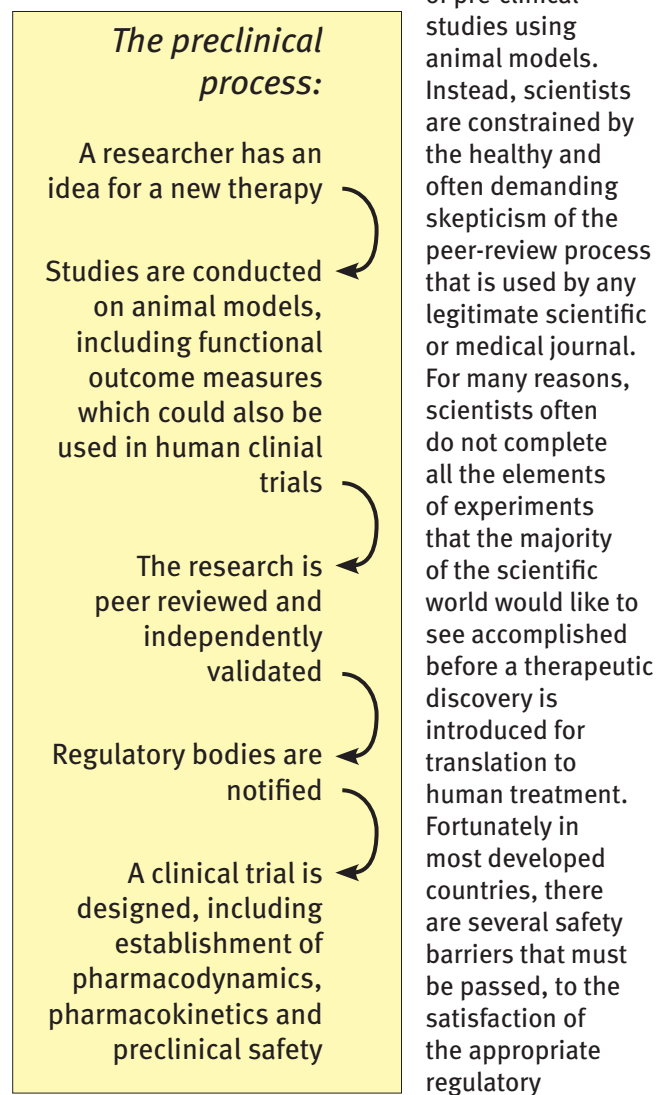 The preclinical
process:
A researcher has an
idea for a new therapy
Studies are conducted
on animal models,
including functional
outcome measures
which could also be
used in human clinial
trials
The research is
peer reviewed and
independently
validated
Regulatory bodies are
notified
A clinical trial is
designed, including
establishment of
pharmacodynamics,
pharmacokinetics and
preclinical safety
of pre-clinical
studies using
animal models.
Instead, scientists
are constrained by
the healthy and
often demanding
skepticism of the
peer-review process
that is used by any
legitimate scientific
or medical journal.
For many reasons,
scientists often
do not complete
all the elements
of experiments
that the majority
of the scientific
world would like to
see accomplished
before a therapeutic
discovery is
introduced for
translation to
human treatment.
Fortunately in
most developed
countries, there
are several safety
barriers that must
be passed, to the
satisfaction of
the appropriate
regulatory